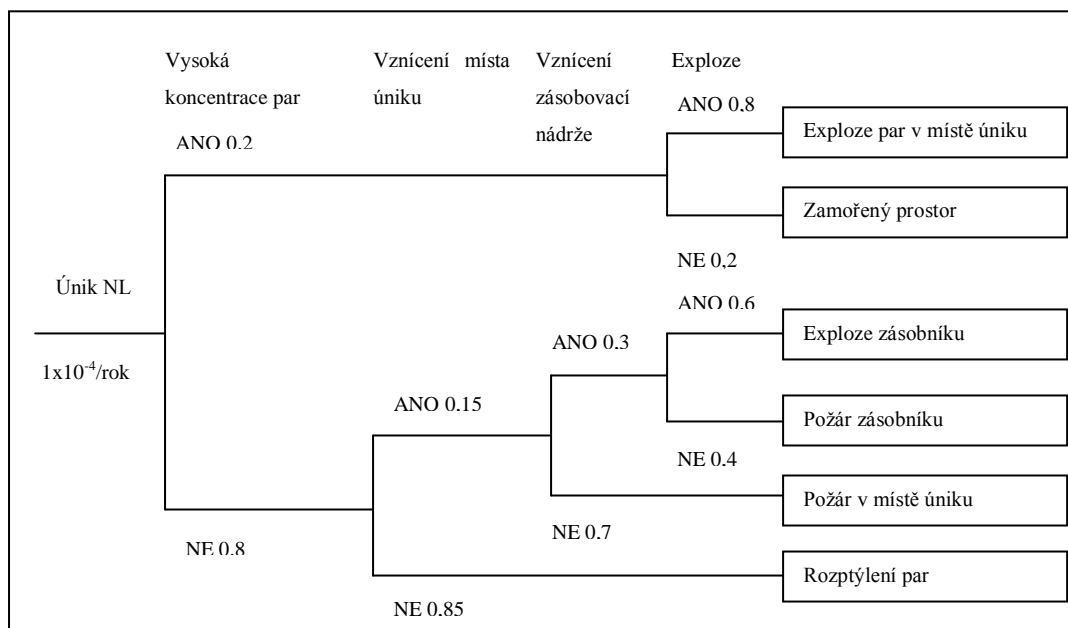 Vysoká
koncentrace par
Vznícení místa
úniku
Vznícení
zásobovací
nádrže
Exploze
ANO 0.2
ANO 0.8
Exploze par v místě úniku
Zamořený prostor
NE 0,2
Únik NL
1x10⁻⁴/rok
ANO 0.6
Exploze zásobníku
ANO 0.3
ANO 0.15
Požár zásobníku
NE 0.4
Požár v místě úniku
NE 0.8
NE 0.7
Rozptýlení par
NE 0.85